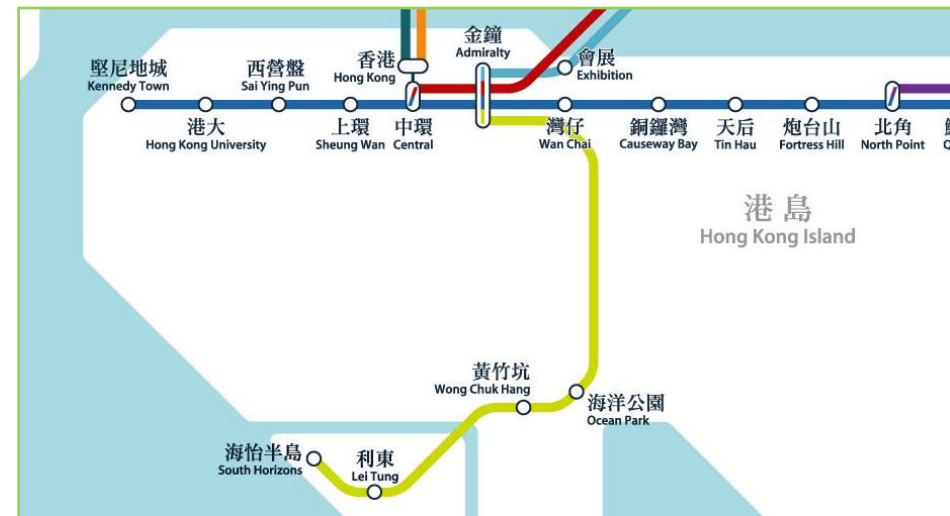 金鐘
Admiralty
香港
Hong Kong
會展
Exhibition
堅尼地城
Kennedy Town
西營盤
Sai Ying Pun
港大
Hong Kong University
上環
Sheung Wan
中環
Central
灣仔
Wan Chai
銅鑼灣
Causeway Bay
天后
Tin Hau
炮台山
Fortress Hill
北角
North Point
港島
Hong Kong Island
黃竹坑
Wong Chuk Hang
海洋公園
Ocean Park
海怡半島
South Horizons
利東
Lei Tung